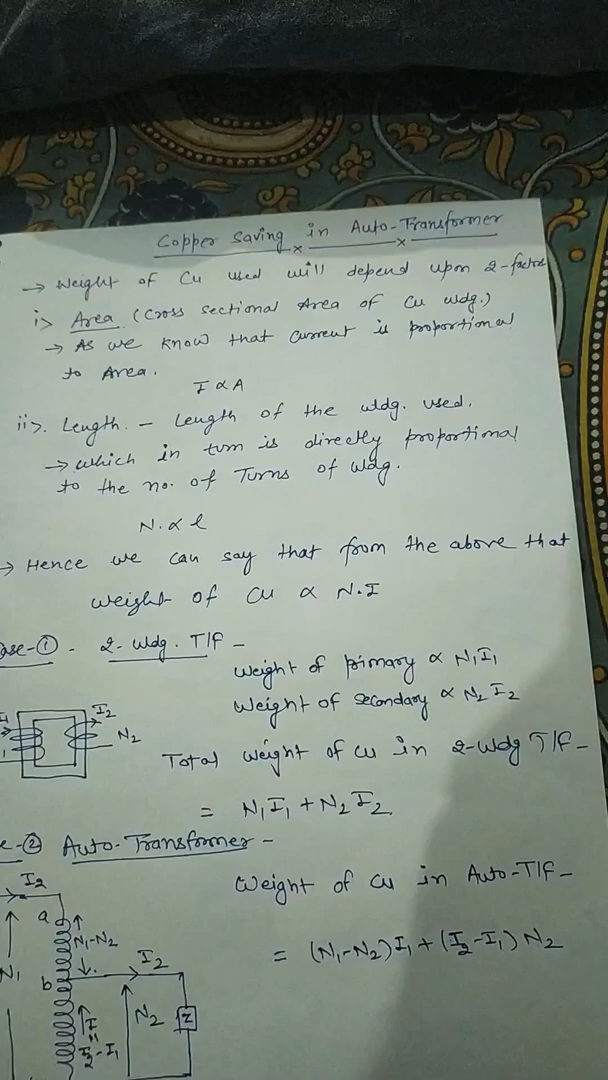 Copper saving in Auto-Transformer
→ Weight of Cu used will depend upon 2-factor
i>. Area (Cross sectional Area of Cu wdg.)
→ As we know that current is proportional
to Area.
I ∝ A
ii>. Length. - Length of the wdg. used.
→ which in turn is directly proportional
to the no. of Turns of wdg.
N. ∝ l
→ Hence we can say that from the above that
weight of Cu ∝ N.I
ase-① - 2-wdg. T/F -
weight of primary ∝ N₁I₁
weight of secondary ∝ N₂ I₂
I₂
N₂
Total weight of cu in 2-wdg T/F -
= N₁I₁ + N₂I₂
e-② Auto-Transformer -
Weight of cu in Auto-T/F -
= (N₁-N₂)I₁ + (I₂-I₁) N₂
I₂
a
N₁-N₂
b
I₂
N₁
N₂
Z
I
=
I₂-I₁